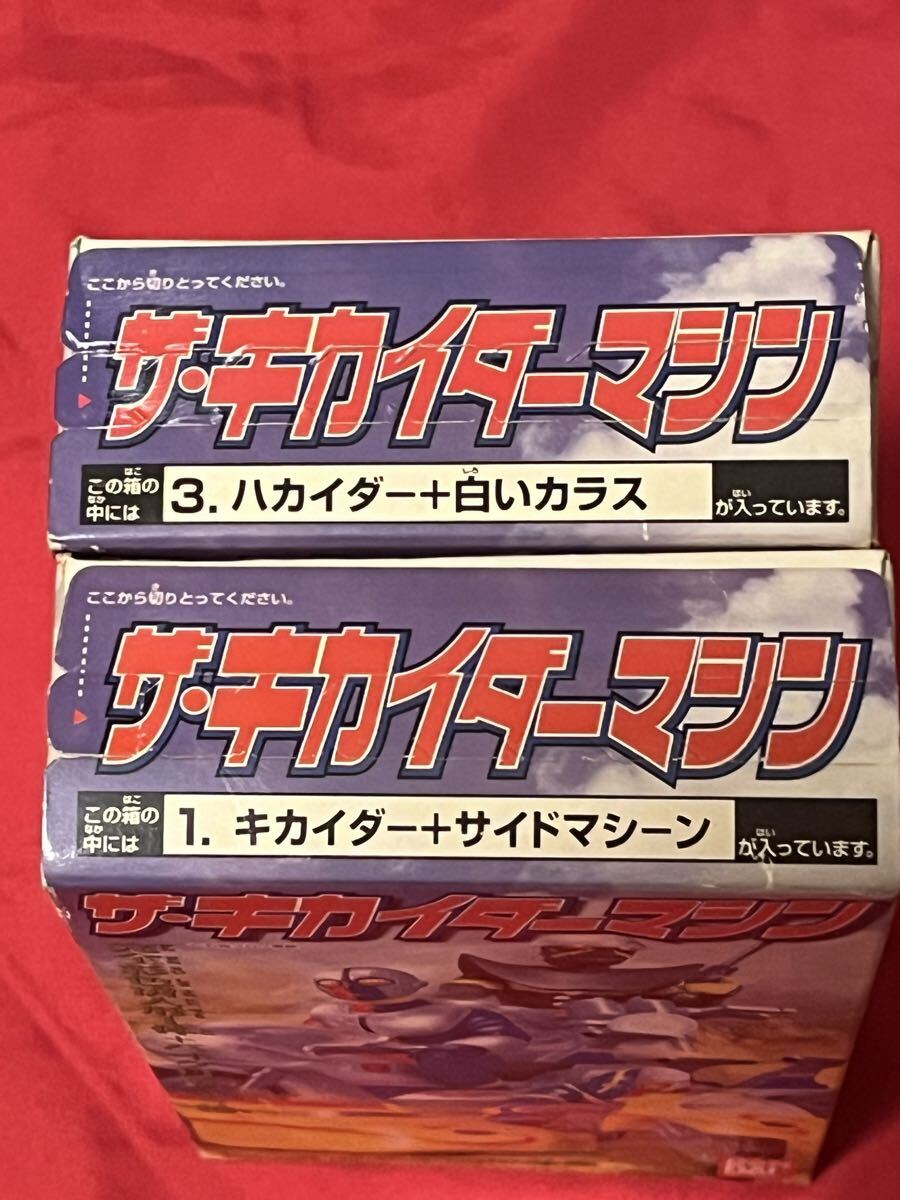 ここから切りとってください。
ザ・キカイダーマシン
この箱の中には
3. ハカイダー+白いカラス
が入っています。
ここから切りとってください。
ザ・キカイダーマシン
この箱の中には
1. キカイダー+サイドマシーン
が入っています。
ザ・キカイダーマシン